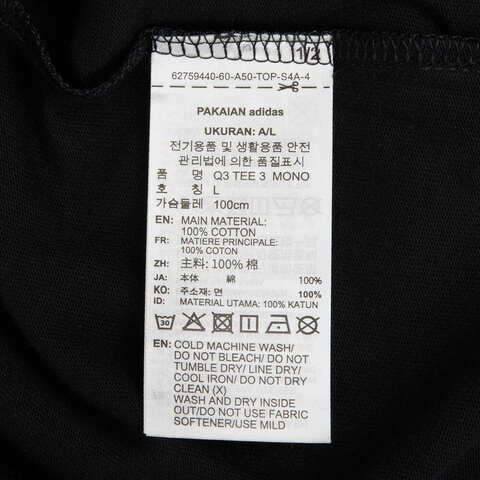 1/2
62759440-60-A50-TOP-S4A-4
PAKAIAN adidas
UKURAN: A/L
전기용품 및 생활용품 안전
관리법에 의한 품질표시
품 명 Q3 TEE 3 MONO
호 칭 L
가슴둘레 100cm
EN: MAIN MATERIAL:
100% COTTON
FR: MATIERE PRINCIPALE:
100% COTON
ZH: 主料: 100% 棉
JA: 本体 綿 100%
KO: 주소재: 면 100%
ID: MATERIAL UTAMA: 100% KATUN
30
EN: COLD MACHINE WASH/
DO NOT BLEACH/ DO NOT
TUMBLE DRY/ LINE DRY/
COOL IRON/ DO NOT DRY
CLEAN (X)
WASH AND DRY INSIDE
OUT/DO NOT USE FABRIC
SOFTENER/USE MILD